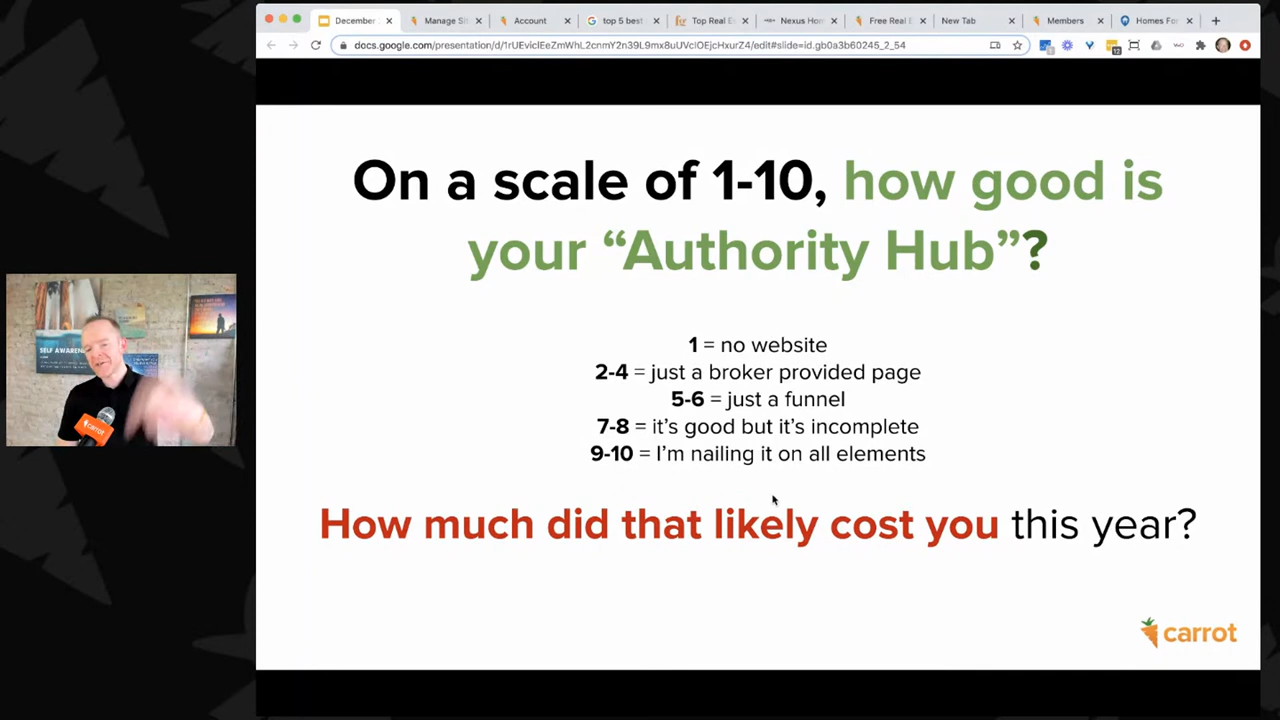 December
Manage Si
Account
top 5 best
Top Real E
Nexus Hom
Free Real E
New Tab
Members
Homes For
docs.google.com/presentation/d/1rUEviclEeZmWhL2cnmY2n39L9mx8uUVclOEjcHxurZ4/edit#slide=id.gb0a3b60245_2_54
On a scale of 1-10, how good is
your “Authority Hub”?
1 = no website
2-4 = just a broker provided page
5-6 = just a funnel
7-8 = it’s good but it’s incomplete
9-10 = I’m nailing it on all elements
How much did that likely cost you this year?
carrot
SELF AWARE
carrot